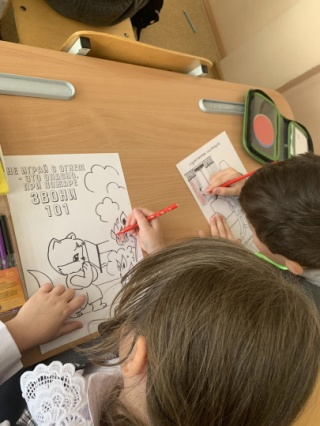 НЕ ИГРАЙ С ОГНЕМ
- ЭТО ОПАСНО.
ПРИ ПОЖАРЕ
ЗВОНИ
101